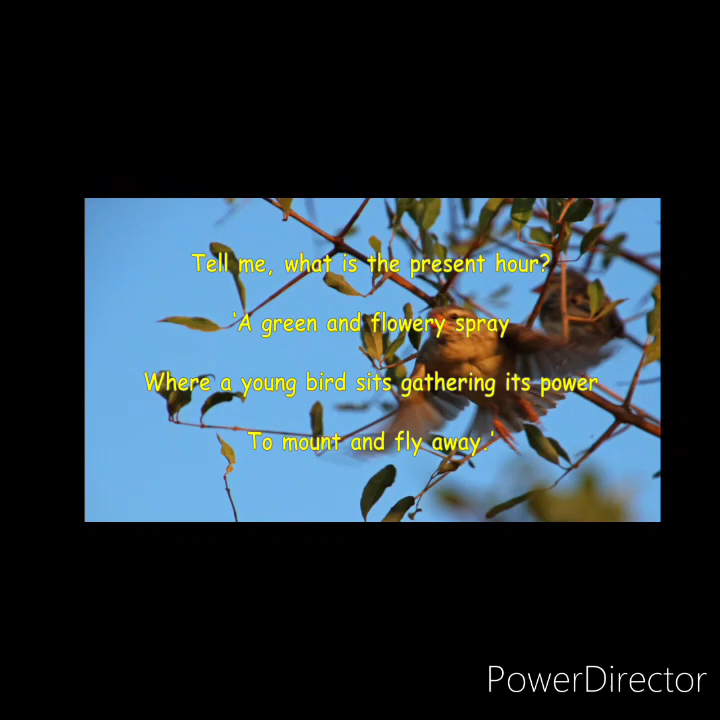 Tell me, what is the present hour?
'A green and flowery spray
Where a young bird sits gathering its power
To mount and fly away.'
PowerDirector